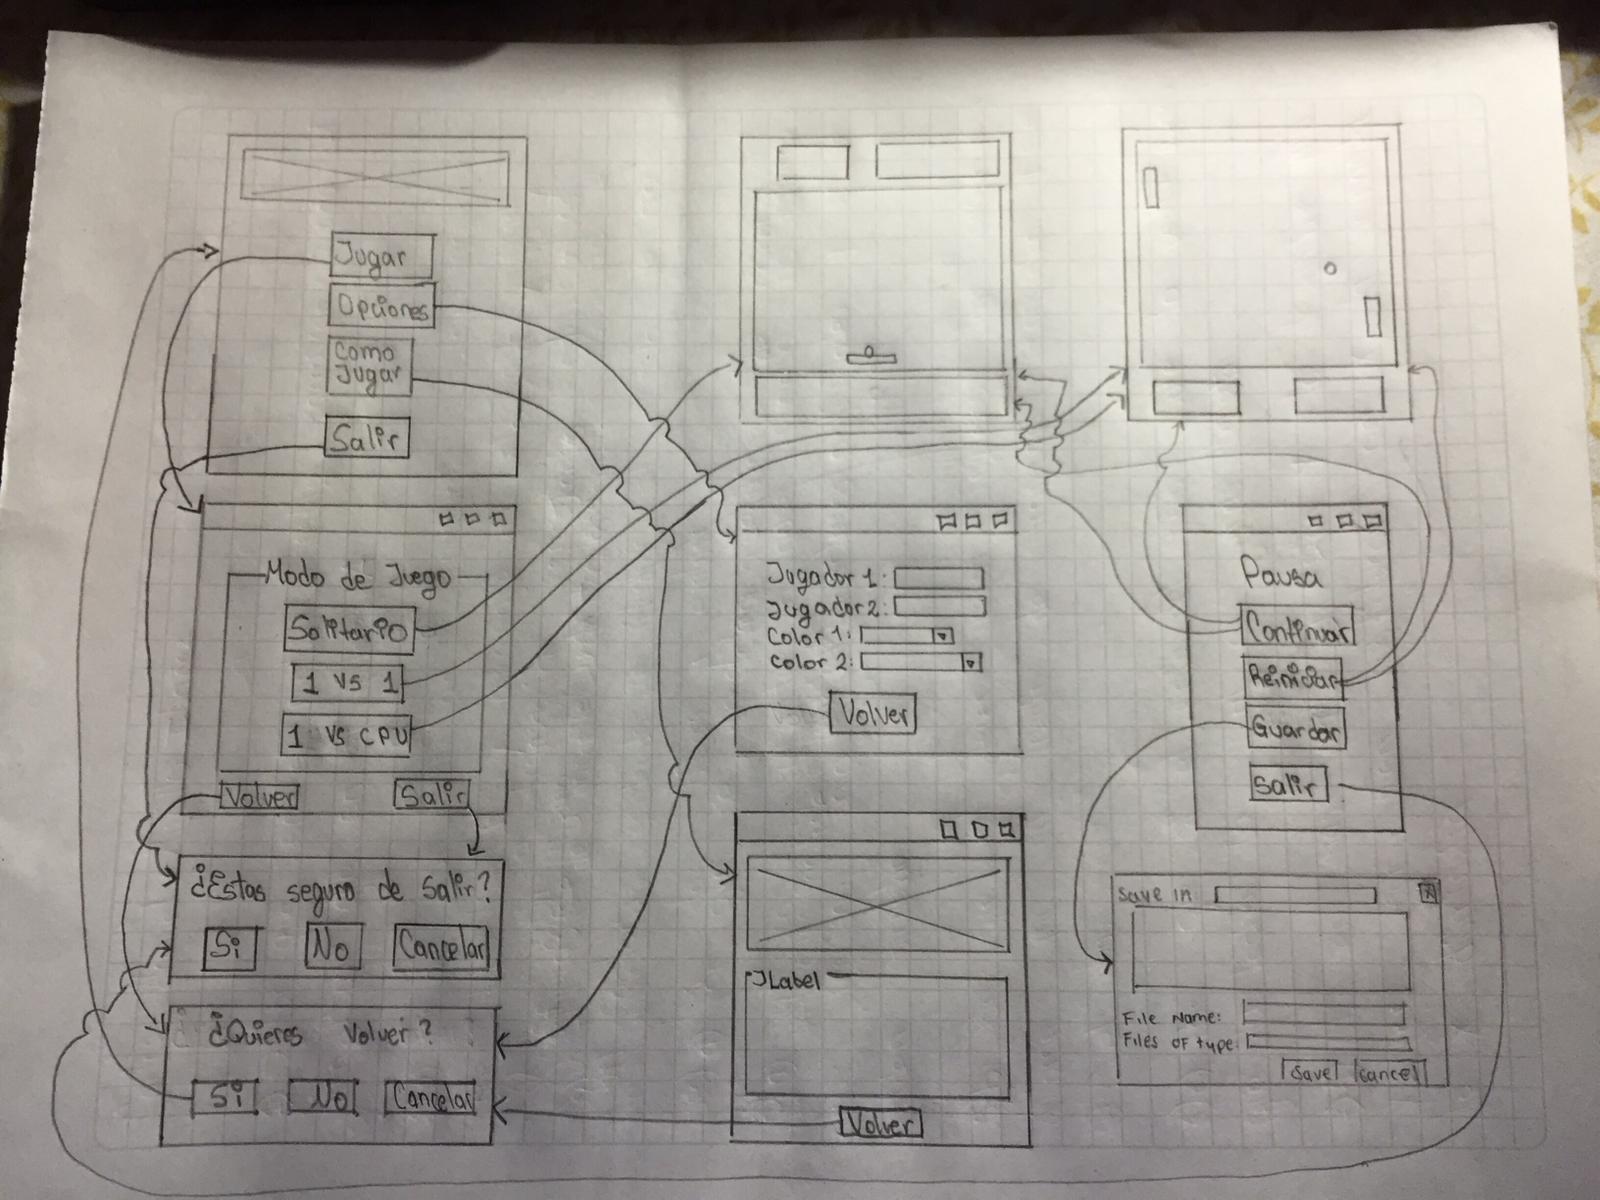 Jugar
Opciones
Como
Jugar
Salir
Modo de Juego
Solitario
1 vs 1
1 vs CPU
Volver
Salir
¿Estas seguro de Salir?
Si
No
Cancelar
¿Quieres Volver?
Si
No
Cancelar
Jugador 1:
Jugador 2:
Color 1:
Color 2:
Volver
JLabel
Volver
Pausa
Continuar
Reiniciar
Guardar
Salir
Save in
File Name:
Files of type:
Save
Cancel